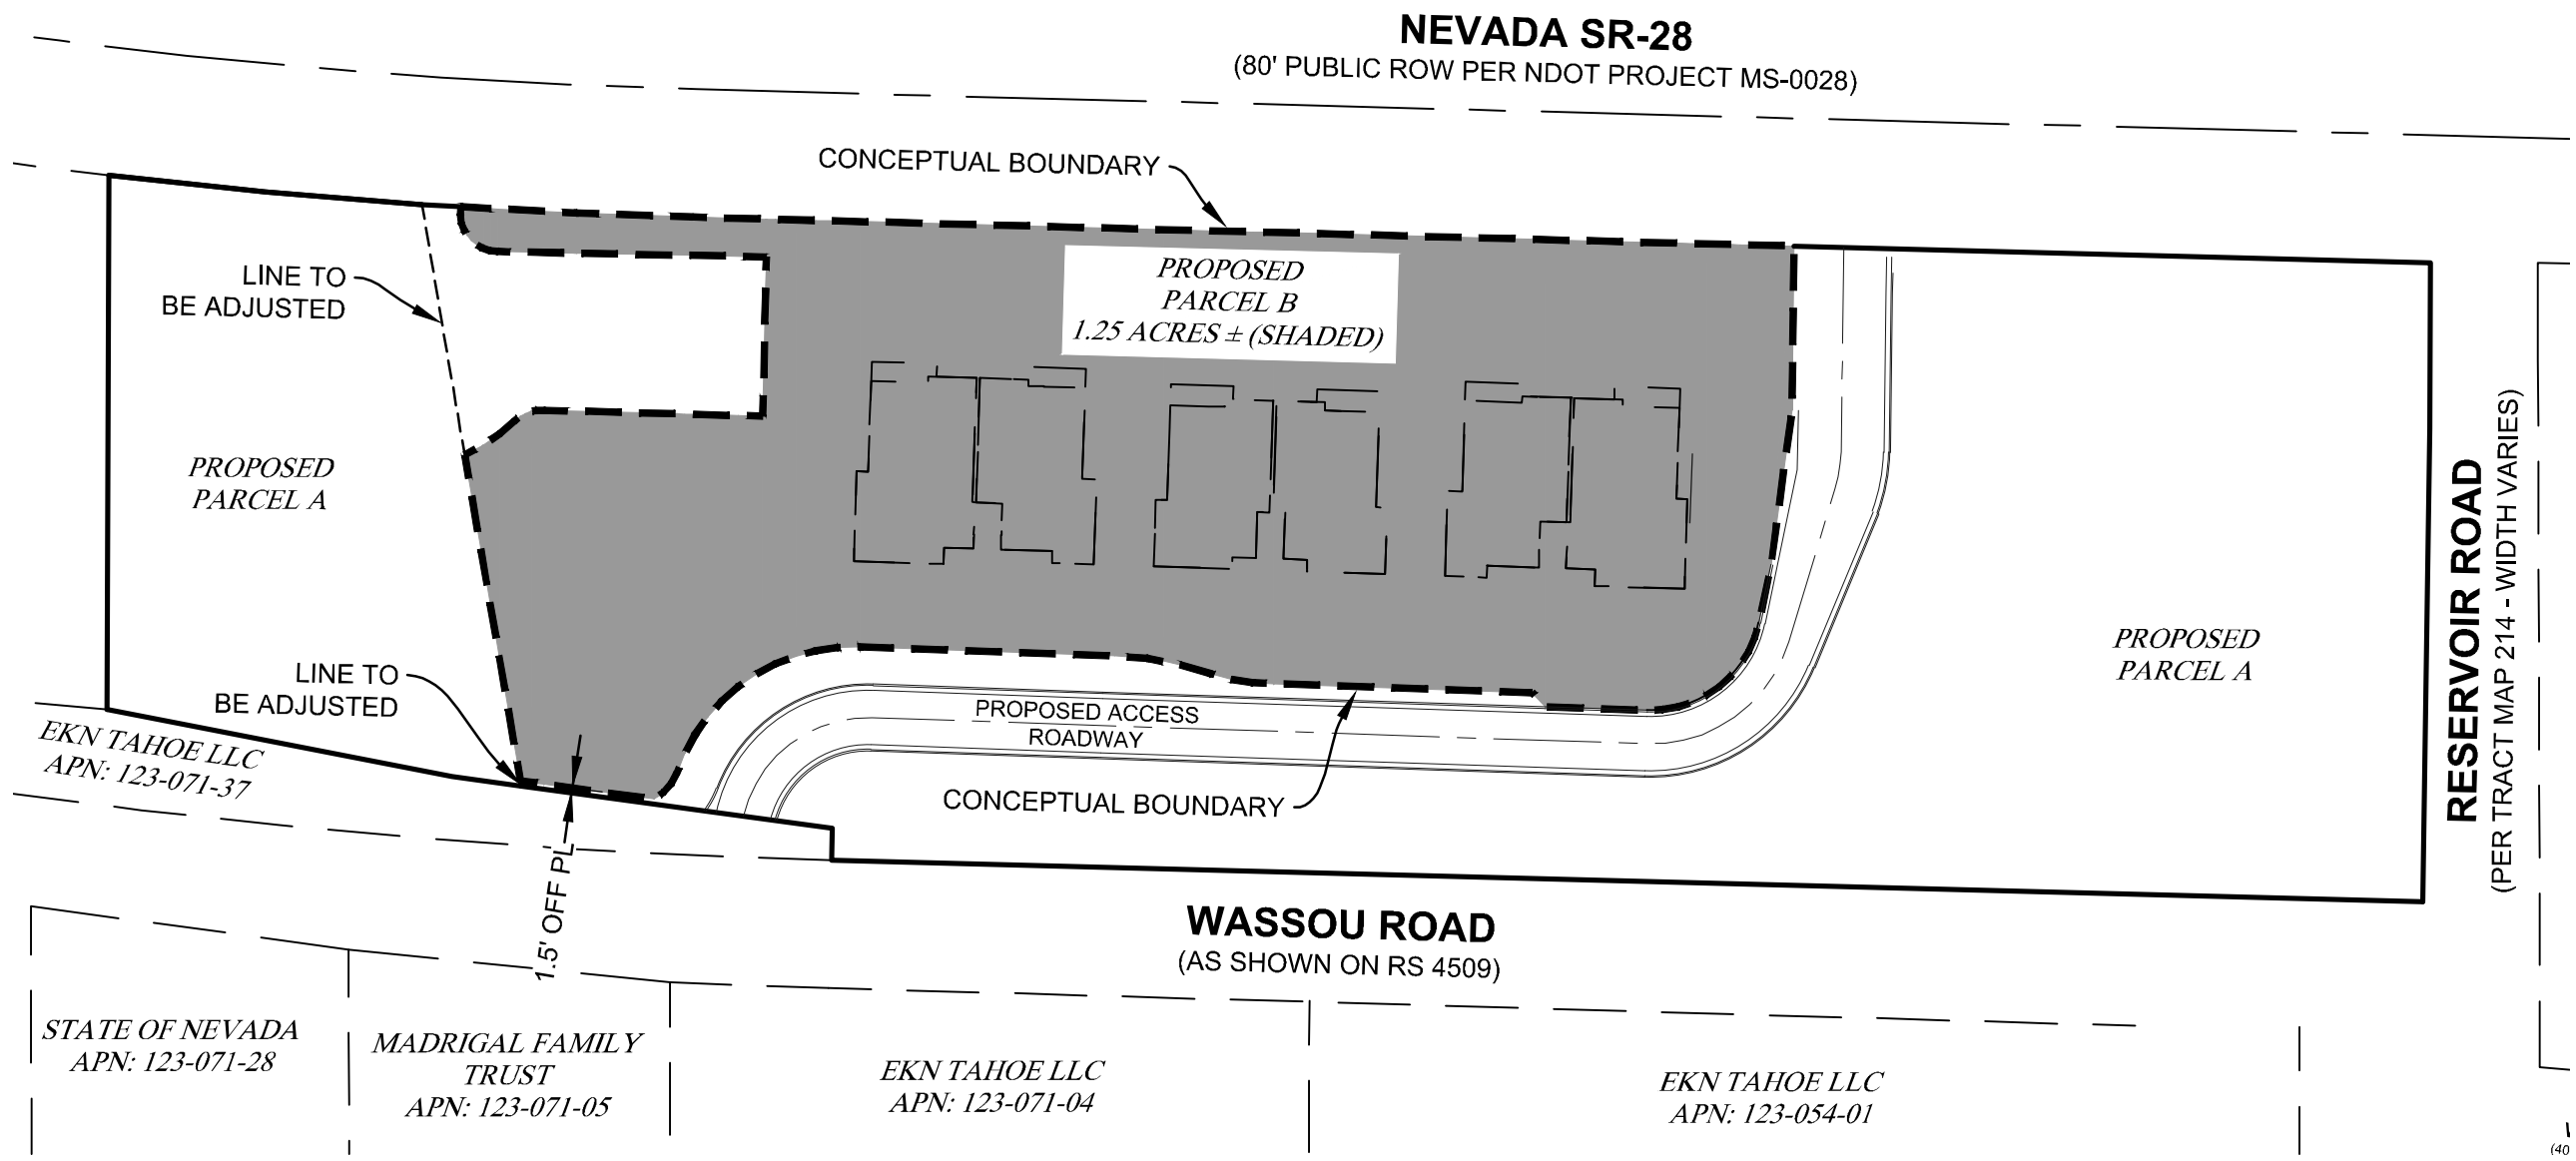 NEVADA SR-28
(80' PUBLIC ROW PER NDOT PROJECT MS-0028)
CONCEPTUAL BOUNDARY
LINE TO
BE ADJUSTED
PROPOSED
PARCEL B
1.25 ACRES ± (SHADED)
PROPOSED
PARCEL A
LINE TO
BE ADJUSTED
PROPOSED ACCESS
ROADWAY
CONCEPTUAL BOUNDARY
PROPOSED
PARCEL A
RESERVOIR ROAD
(PER TRACT MAP 214 - WIDTH VARIES)
EKN TAHOE LLC
APN: 123-071-37
1.5' OFF PL
WASSOU ROAD
(AS SHOWN ON RS 4509)
STATE OF NEVADA
APN: 123-071-28
MADRIGAL FAMILY
TRUST
APN: 123-071-05
EKN TAHOE LLC
APN: 123-071-04
EKN TAHOE LLC
APN: 123-054-01
(40